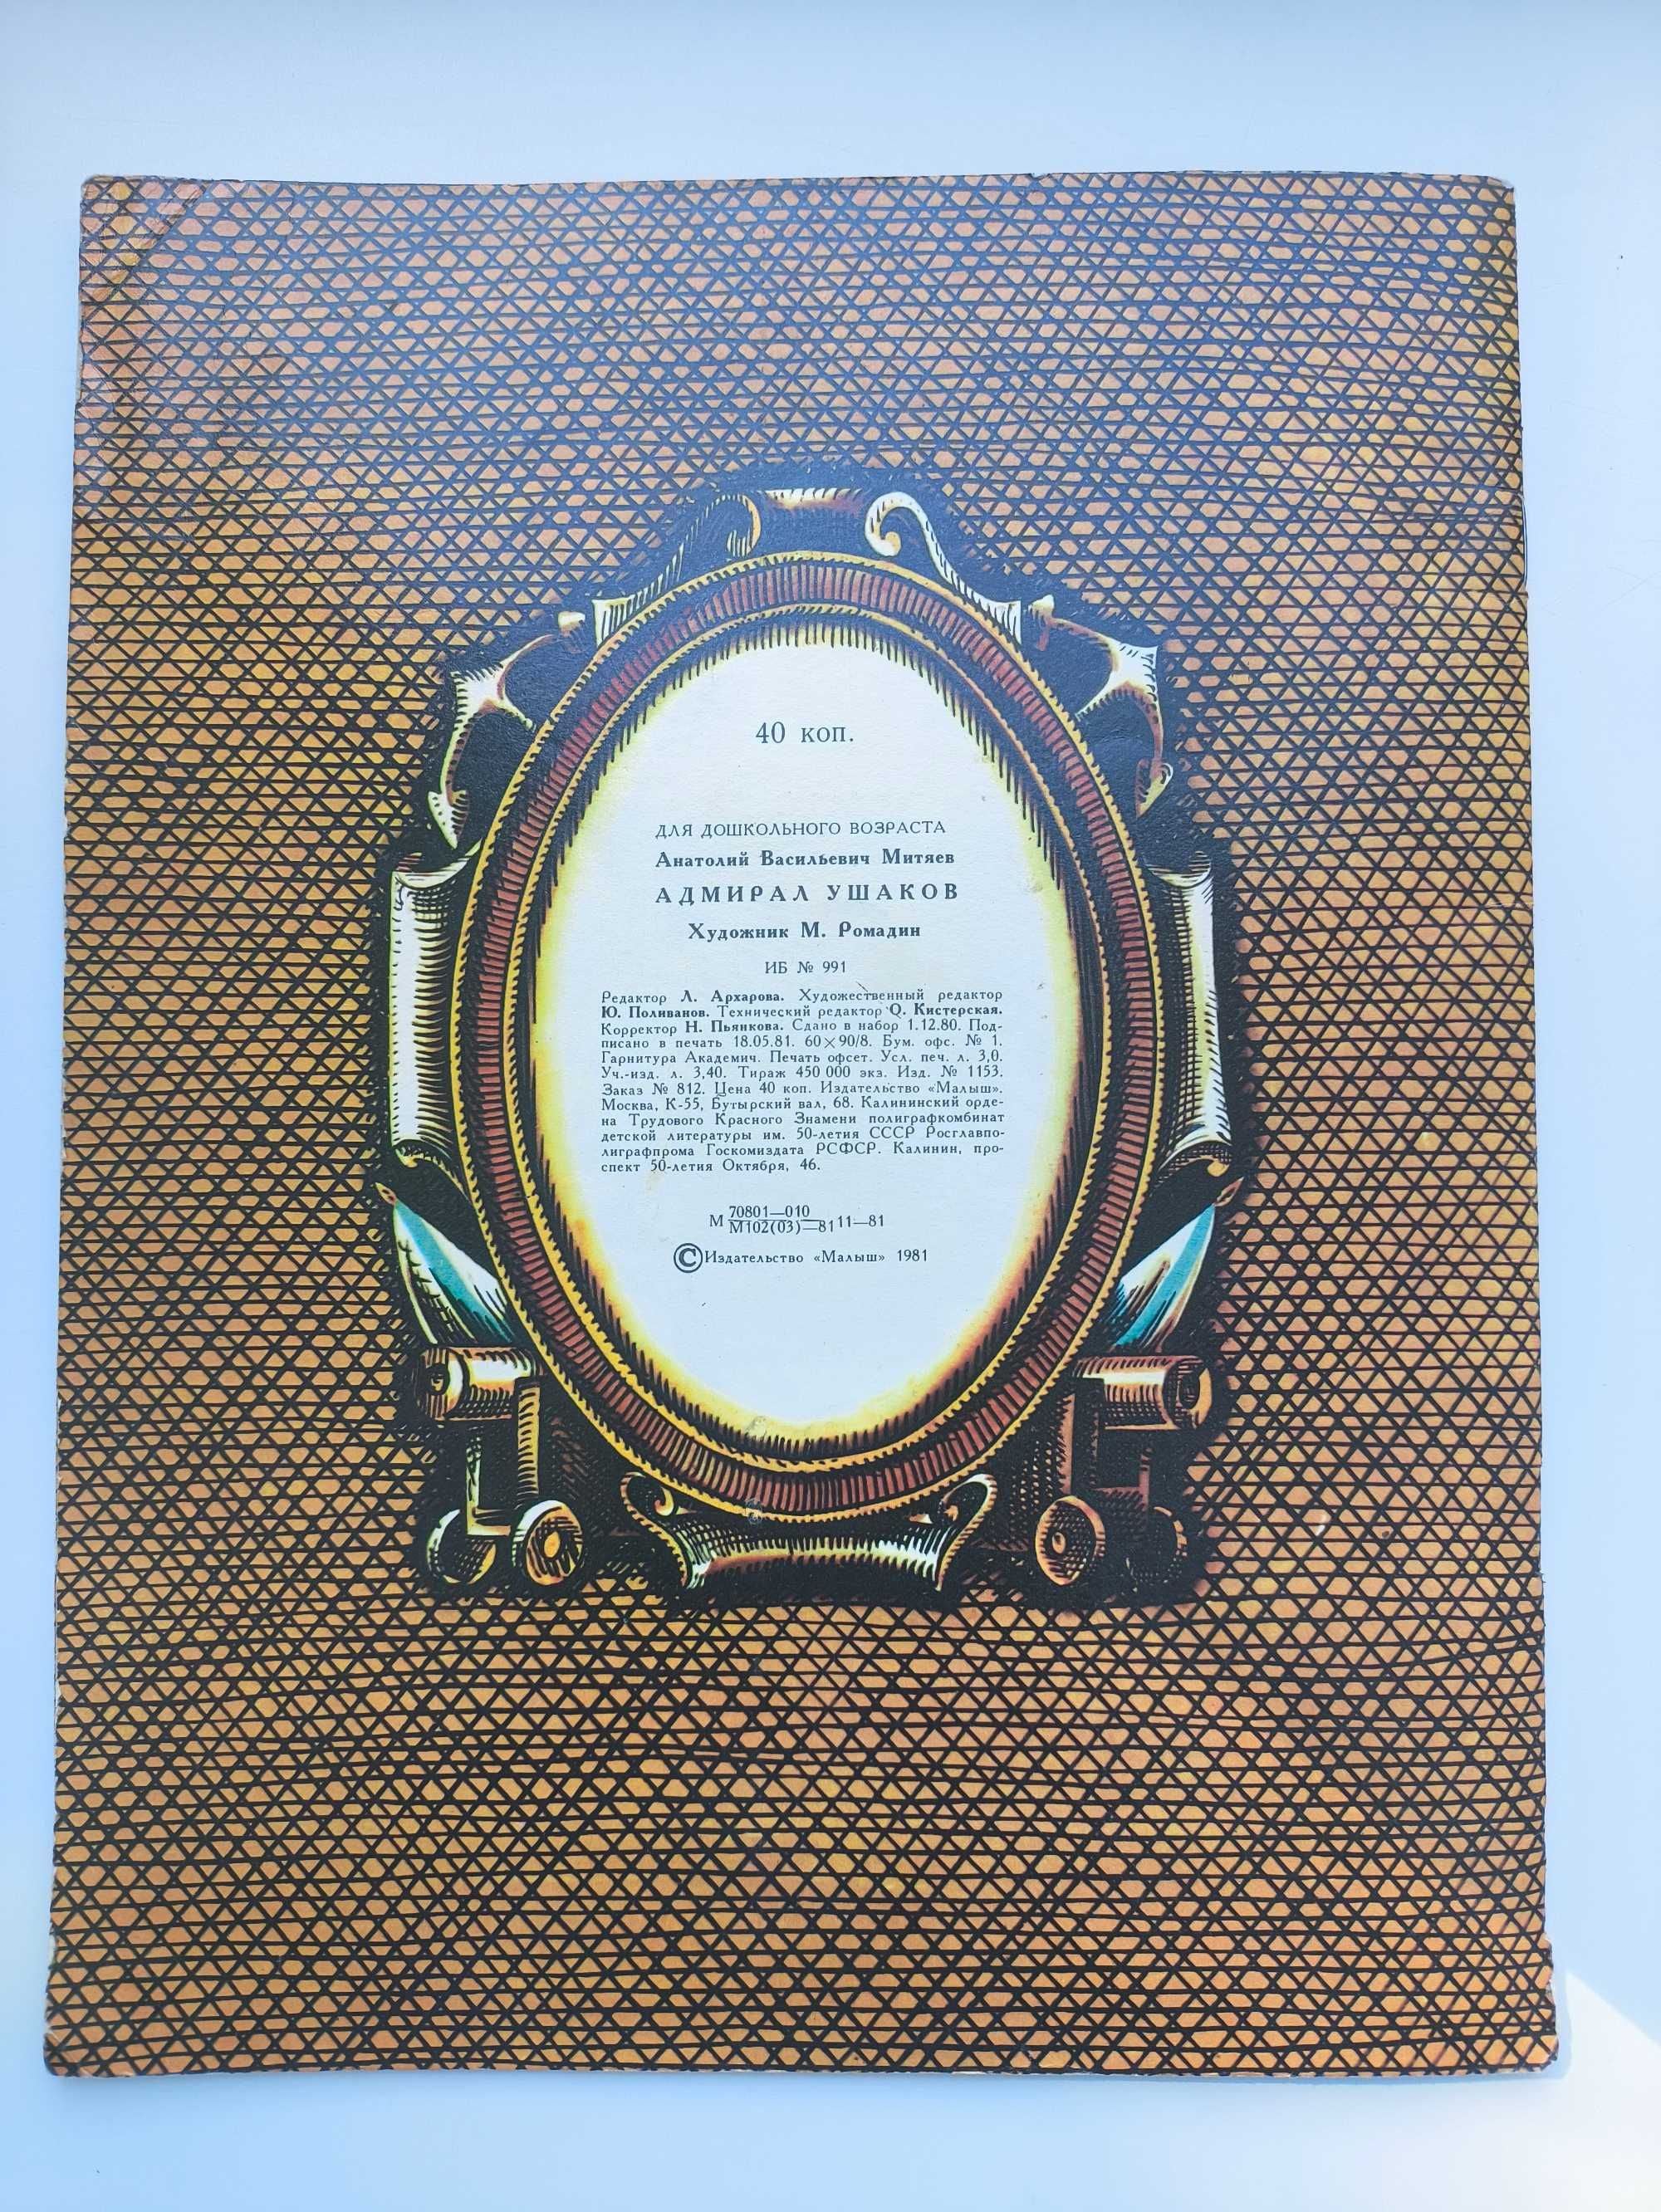 40 коп.
ДЛЯ ДОШКОЛЬНОГО ВОЗРАСТА
Анатолий Васильевич Митяев
АДМИРАЛ УШАКОВ
Художник М. Ромадин
ИБ № 991
Редактор Л. Архарова. Художественный редактор
Ю. Поливанов. Технический редактор О. Кистерская.
Корректор Н. Пьянкова. Сдано в набор 1.12.80. Под-
писано в печать 18.05.81. 60×90/8. Бум. офс. № 1.
Гарнитура Академич. Печать офсет. Усл. печ. л. 3,0.
Уч.-изд. л. 3,40. Тираж 450 000 экз. Изд. № 1153.
Заказ № 812. Цена 40 коп. Издательство «Малыш».
Москва, К-55, Бутырский вал, 68. Калининский орде-
на Трудового Красного Знамени полиграфкомбинат
детской литературы им. 50-летия СССР Росглавпо-
лиграфпрома Госкомиздата РСФСР. Калинин, про-
спект 50-летия Октября, 46.
70801—010
М М102(03)—81 11—81
© Издательство «Малыш» 1981